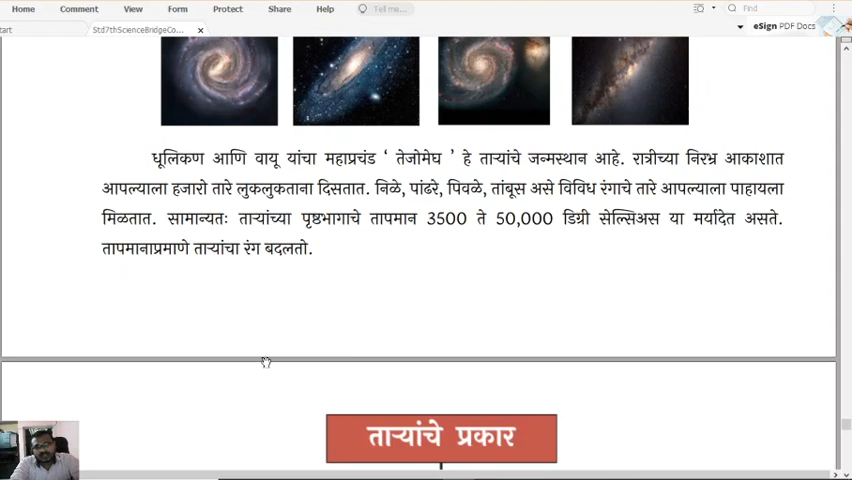 Home Comment View Form Protect Share Help Tell me... Find
tart Std7thScienceBridgeCo... eSign PDF Docs
धूलिकण आणि वायू यांचा महाप्रचंड ‘ तेजोमेघ ’ हे ताऱ्यांचे जन्मस्थान आहे. रात्रीच्या निरभ्र आकाशात
आपल्याला हजारो तारे लुकलुकताना दिसतात. निळे, पांढरे, पिवळे, तांबूस असे विविध रंगाचे तारे आपल्याला पाहायला
मिळतात. सामान्यतः ताऱ्यांच्या पृष्ठभागाचे तापमान 3500 ते 50,000 डिग्री सेल्सिअस या मर्यादेत असते.
तापमानाप्रमाणे ताऱ्यांचा रंग बदलतो.
ताऱ्यांचे प्रकार